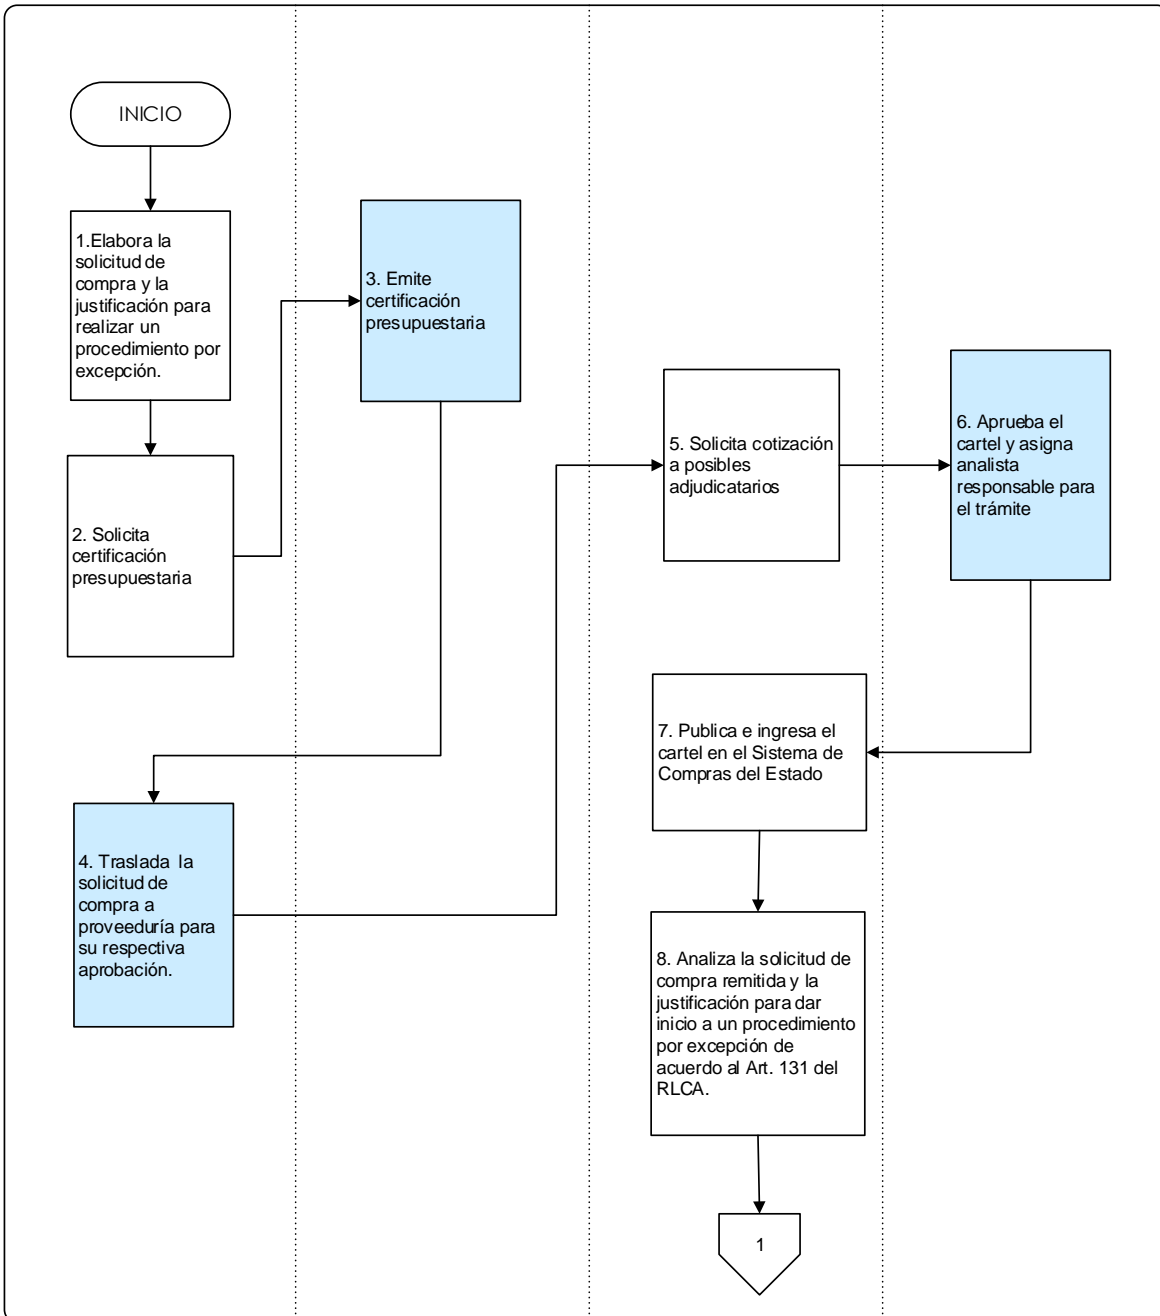 INICIO
1.Elabora la
solicitud de
compra y la
justificación para
realizar un
procedimiento por
excepción.
2. Solicita
certificación
presupuestaria
3. Emite
certificación
presupuestaria
4. Traslada la
solicitud de
compra a
proveeduría para
su respectiva
aprobación.
5. Solicita cotización
a posibles
adjudicatarios
6. Aprueba el
cartel y asigna
analista
responsable para
el trámite
7. Publica e ingresa el
cartel en el Sistema de
Compras del Estado
8. Analiza la solicitud de
compra remitida y la
justificación para dar
inicio a un procedimiento
por excepción de
acuerdo al Art. 131 del
RLCA.
1